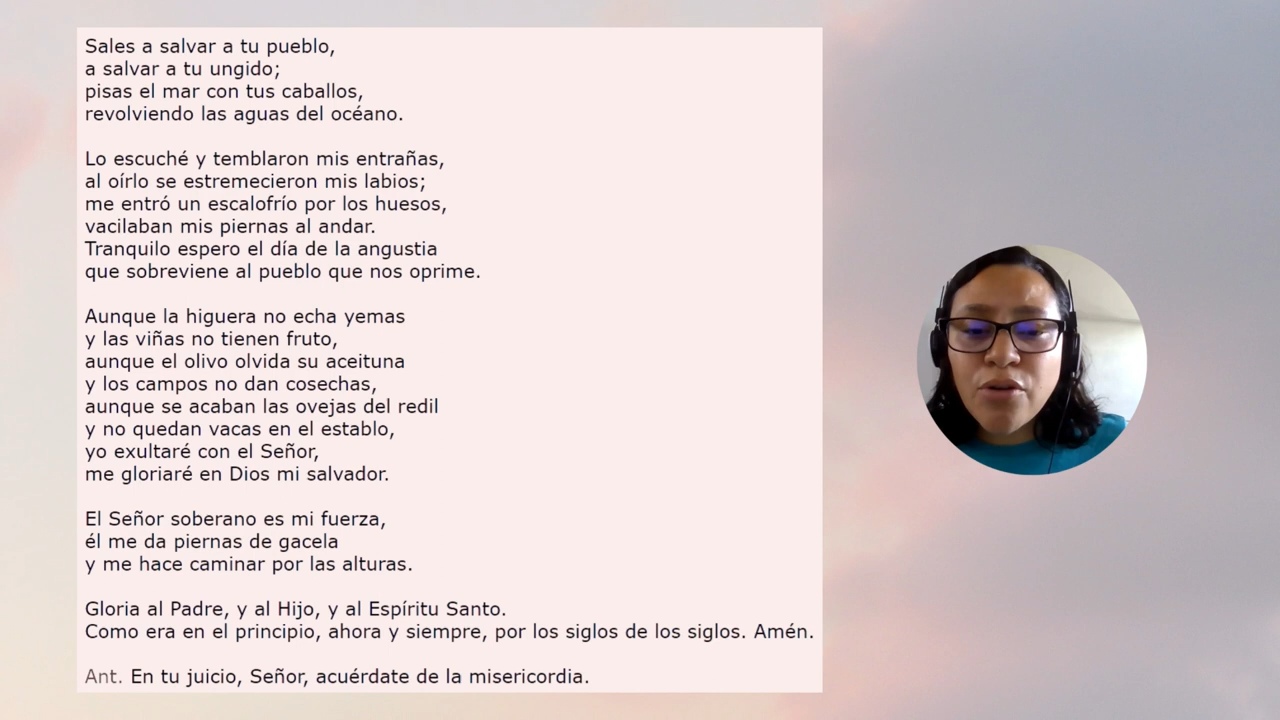 Sales a salvar a tu pueblo,
a salvar a tu ungido;
pisas el mar con tus caballos,
revolviendo las aguas del océano.
Lo escuché y temblaron mis entrañas,
al oírlo se estremecieron mis labios;
me entró un escalofrío por los huesos,
vacilaban mis piernas al andar.
Tranquilo espero el día de la angustia
que sobreviene al pueblo que nos oprime.
Aunque la higuera no echa yemas
y las viñas no tienen fruto,
aunque el olivo olvida su aceituna
y los campos no dan cosechas,
aunque se acaban las ovejas del redil
y no quedan vacas en el establo,
yo exultaré con el Señor,
me gloriaré en Dios mi salvador.
El Señor soberano es mi fuerza,
él me da piernas de gacela
y me hace caminar por las alturas.
Gloria al Padre, y al Hijo, y al Espíritu Santo.
Como era en el principio, ahora y siempre, por los siglos de los siglos. Amén.
Ant. En tu juicio, Señor, acuérdate de la misericordia.